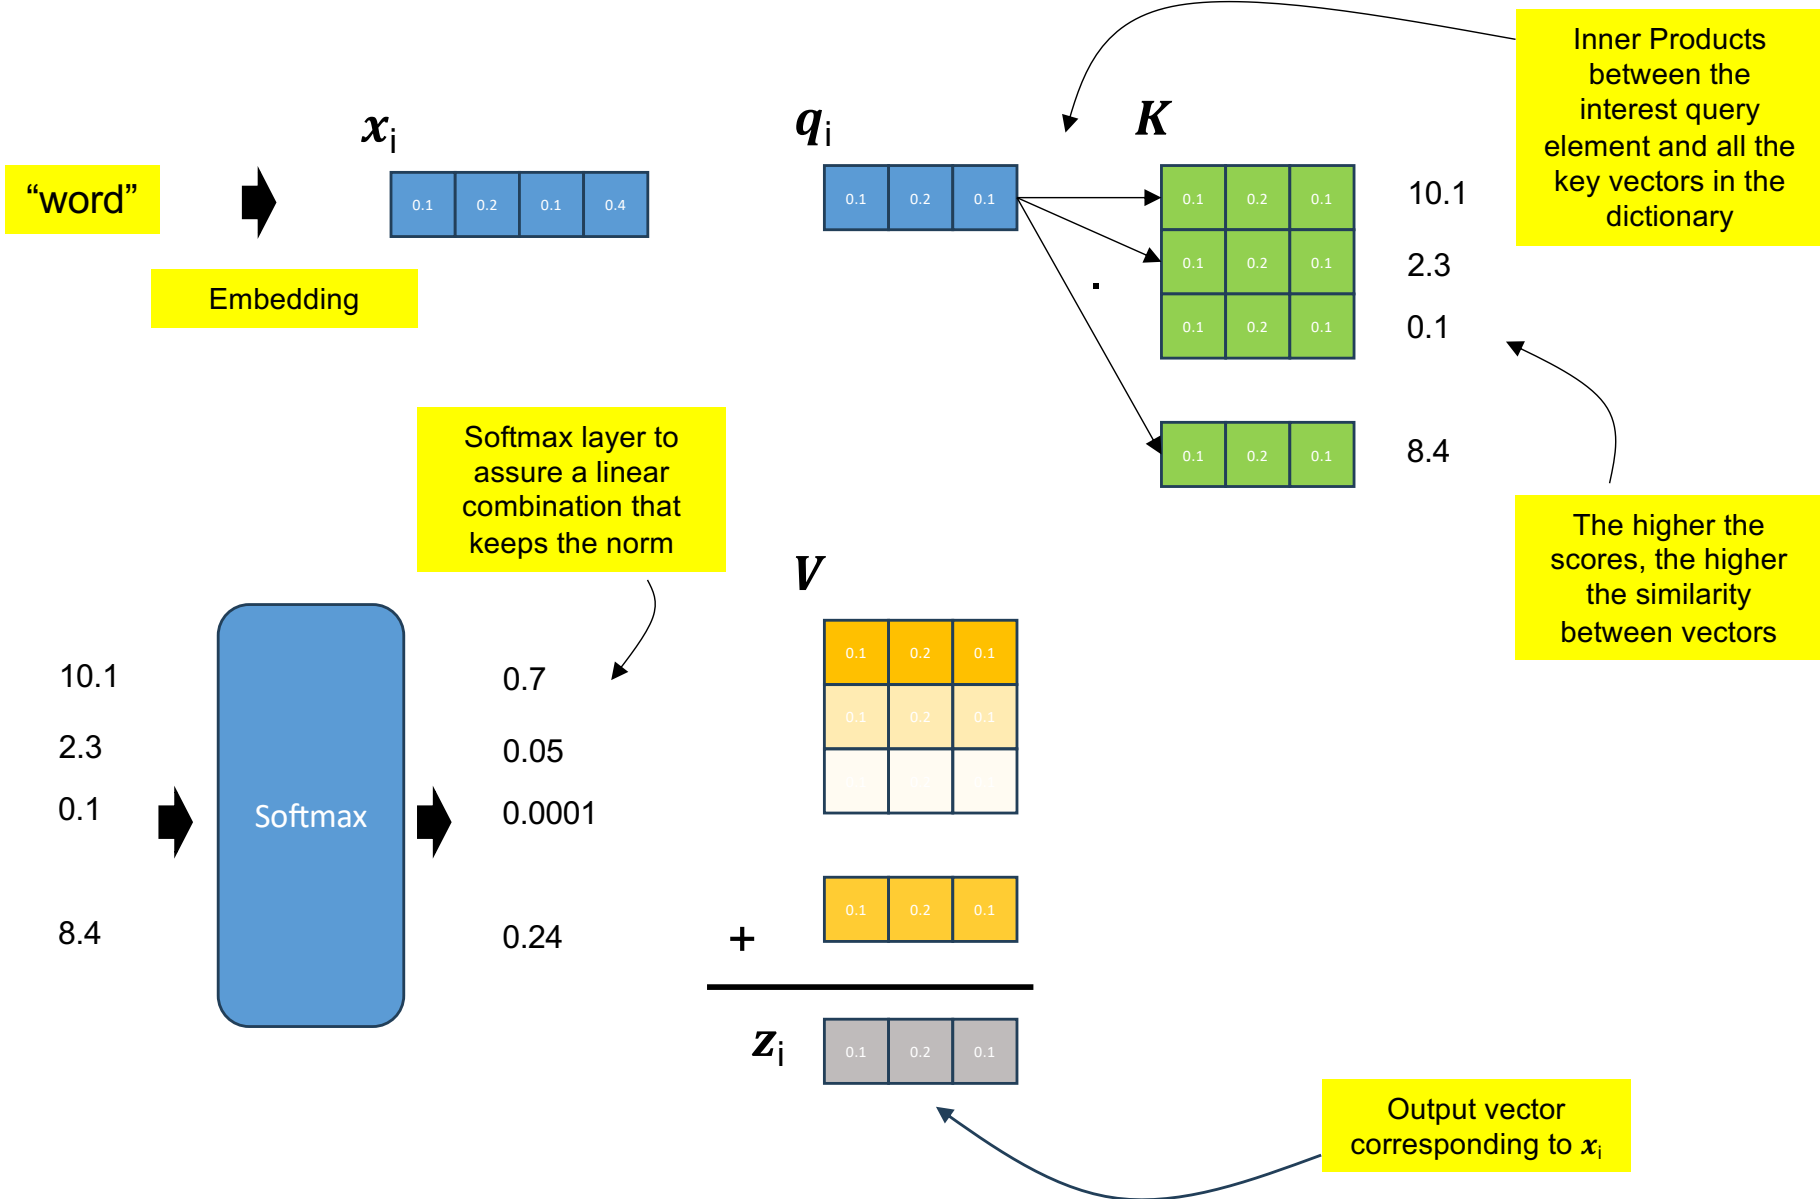 Inner Products
between the
interest query
element and all the
key vectors in the
dictionary
x i
q i
K
“word”
0.1 0.2 0.1 0.4
0.1 0.2 0.1
0.1 0.2 0.1
10.1
0.1 0.2 0.1
2.3
0.1 0.2 0.1
0.1
Embedding
.
0.1 0.2 0.1
8.4
Softmax layer to
assure a linear
combination that
keeps the norm
The higher the
scores, the higher
the similarity
between vectors
V
10.1
2.3
0.1
8.4
Softmax
0.7
0.05
0.0001
0.24
0.1 0.2 0.1
0.1 0.2 0.1
0.1 0.2 0.1
0.1 0.2 0.1
+
z i
0.1 0.2 0.1
Output vector
corresponding to x i